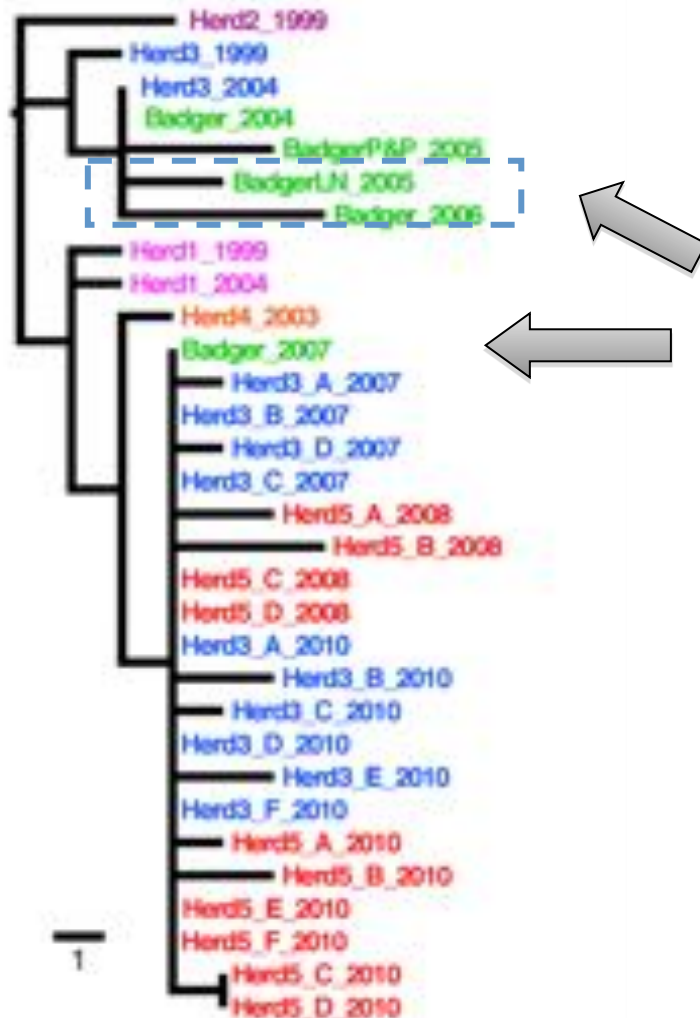 Herd2_1999
Herd3_1999
Herd3_2004
Badger_2004
BadgerP&P_2005
BadgerLN_2005
Badger_2006
Herd1_1999
Herd1_2004
Herd4_2003
Badger_2007
Herd3_A_2007
Herd3_B_2007
Herd3_D_2007
Herd3_C_2007
Herd5_A_2008
Herd5_B_2008
Herd5_C_2008
Herd5_D_2008
Herd3_A_2010
Herd3_B_2010
Herd3_C_2010
Herd3_D_2010
Herd3_E_2010
Herd3_F_2010
Herd5_A_2010
Herd5_B_2010
Herd5_E_2010
Herd5_F_2010
1
Herd5_C_2010
Herd5_D_2010